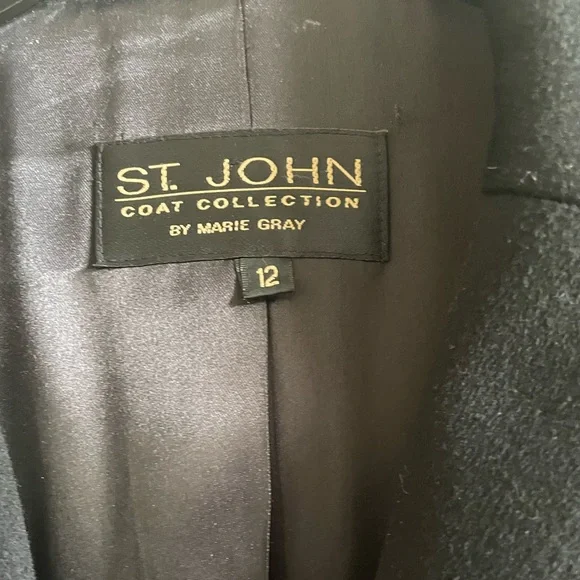 ST. JOHN
COAT COLLECTION
BY MARIE GRAY
12